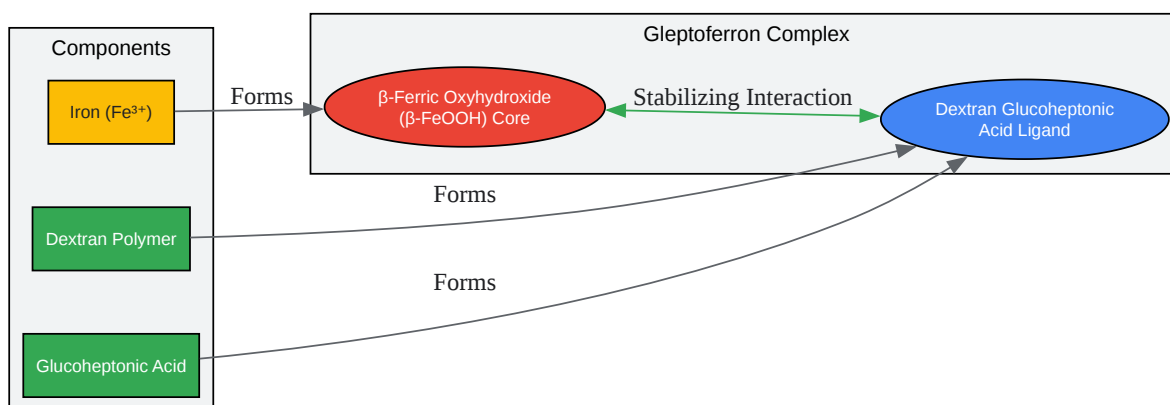 Components
Gleptoferron Complex
Iron (Fe³⁺)
Forms
β-Ferric Oxyhydroxide
(β-FeOOH) Core
Stabilizing Interaction
Dextran Glucoheptonic
Acid Ligand
Dextran Polymer
Forms
Glucoheptonic Acid
Forms